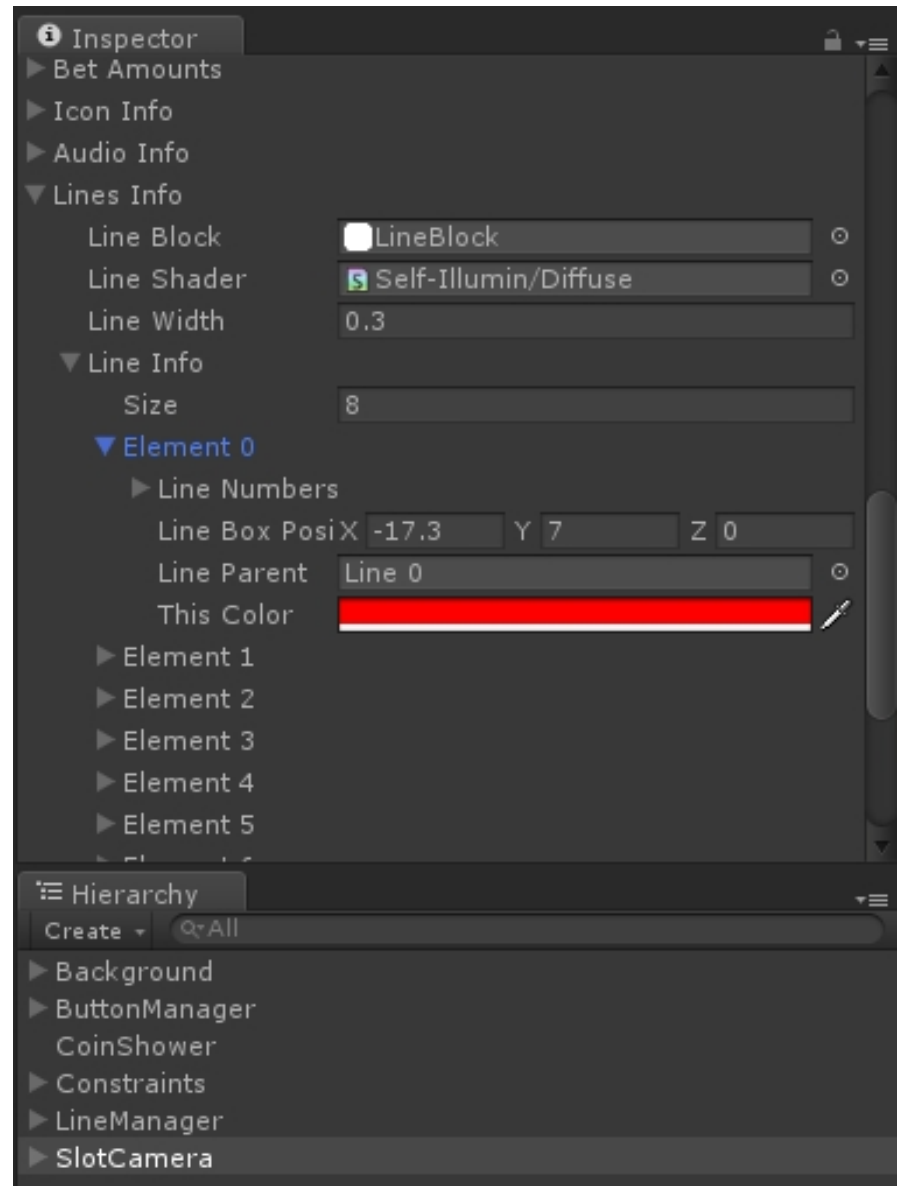 Inspector
Bet Amounts
Icon Info
Audio Info
Lines Info
Line Block LineBlock
Line Shader S Self-Illumin/Diffuse
Line Width 0.3
Line Info
Size 8
Element 0
Line Numbers
Line Box Posi X -17.3 Y 7 Z 0
Line Parent Line 0
This Color
Element 1
Element 2
Element 3
Element 4
Element 5
Hierarchy
Create All
Background
ButtonManager
CoinShower
Constraints
LineManager
SlotCamera